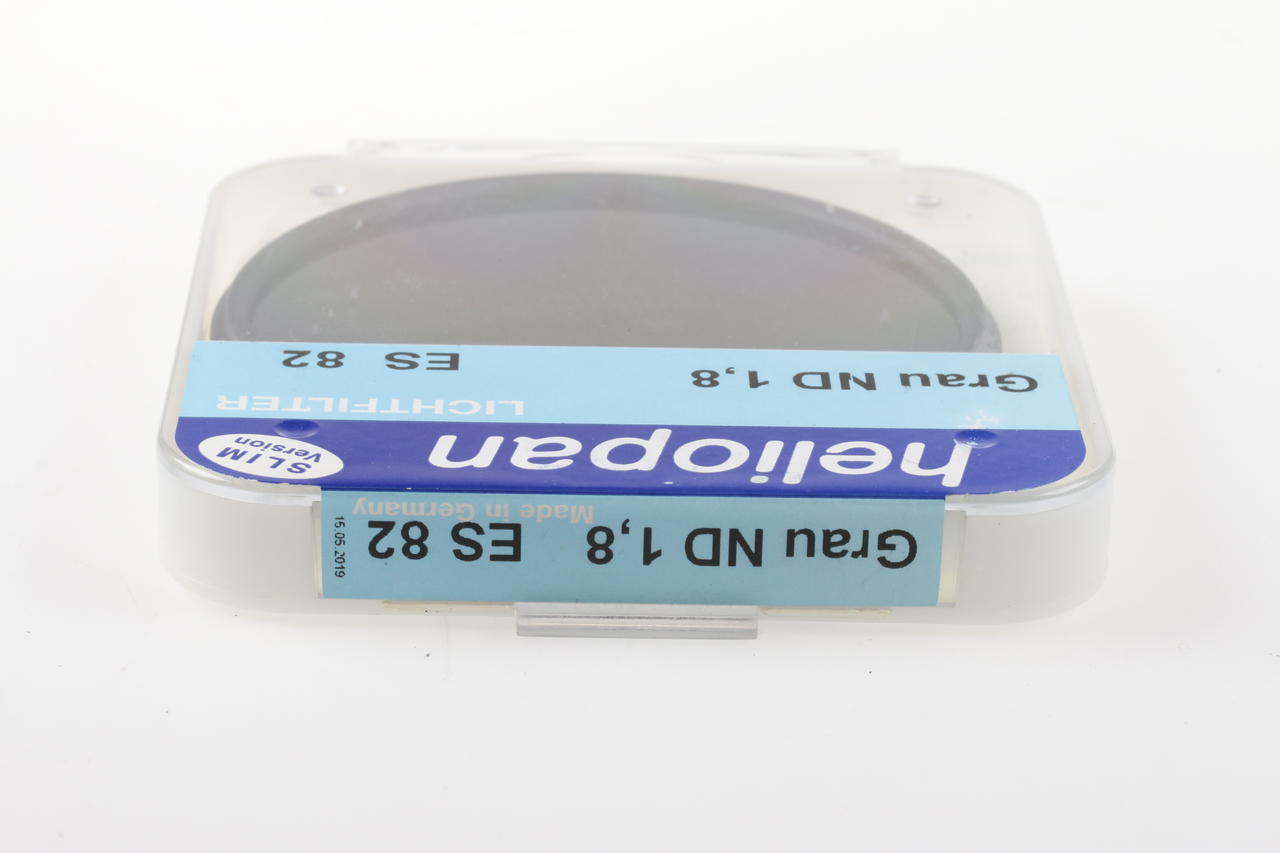 heliopan
SLIM
Version
LICHTFILTER
Grau ND 1,8 ES 82
Made in Germany
Grau ND 1,8 ES 82
15.05.2019